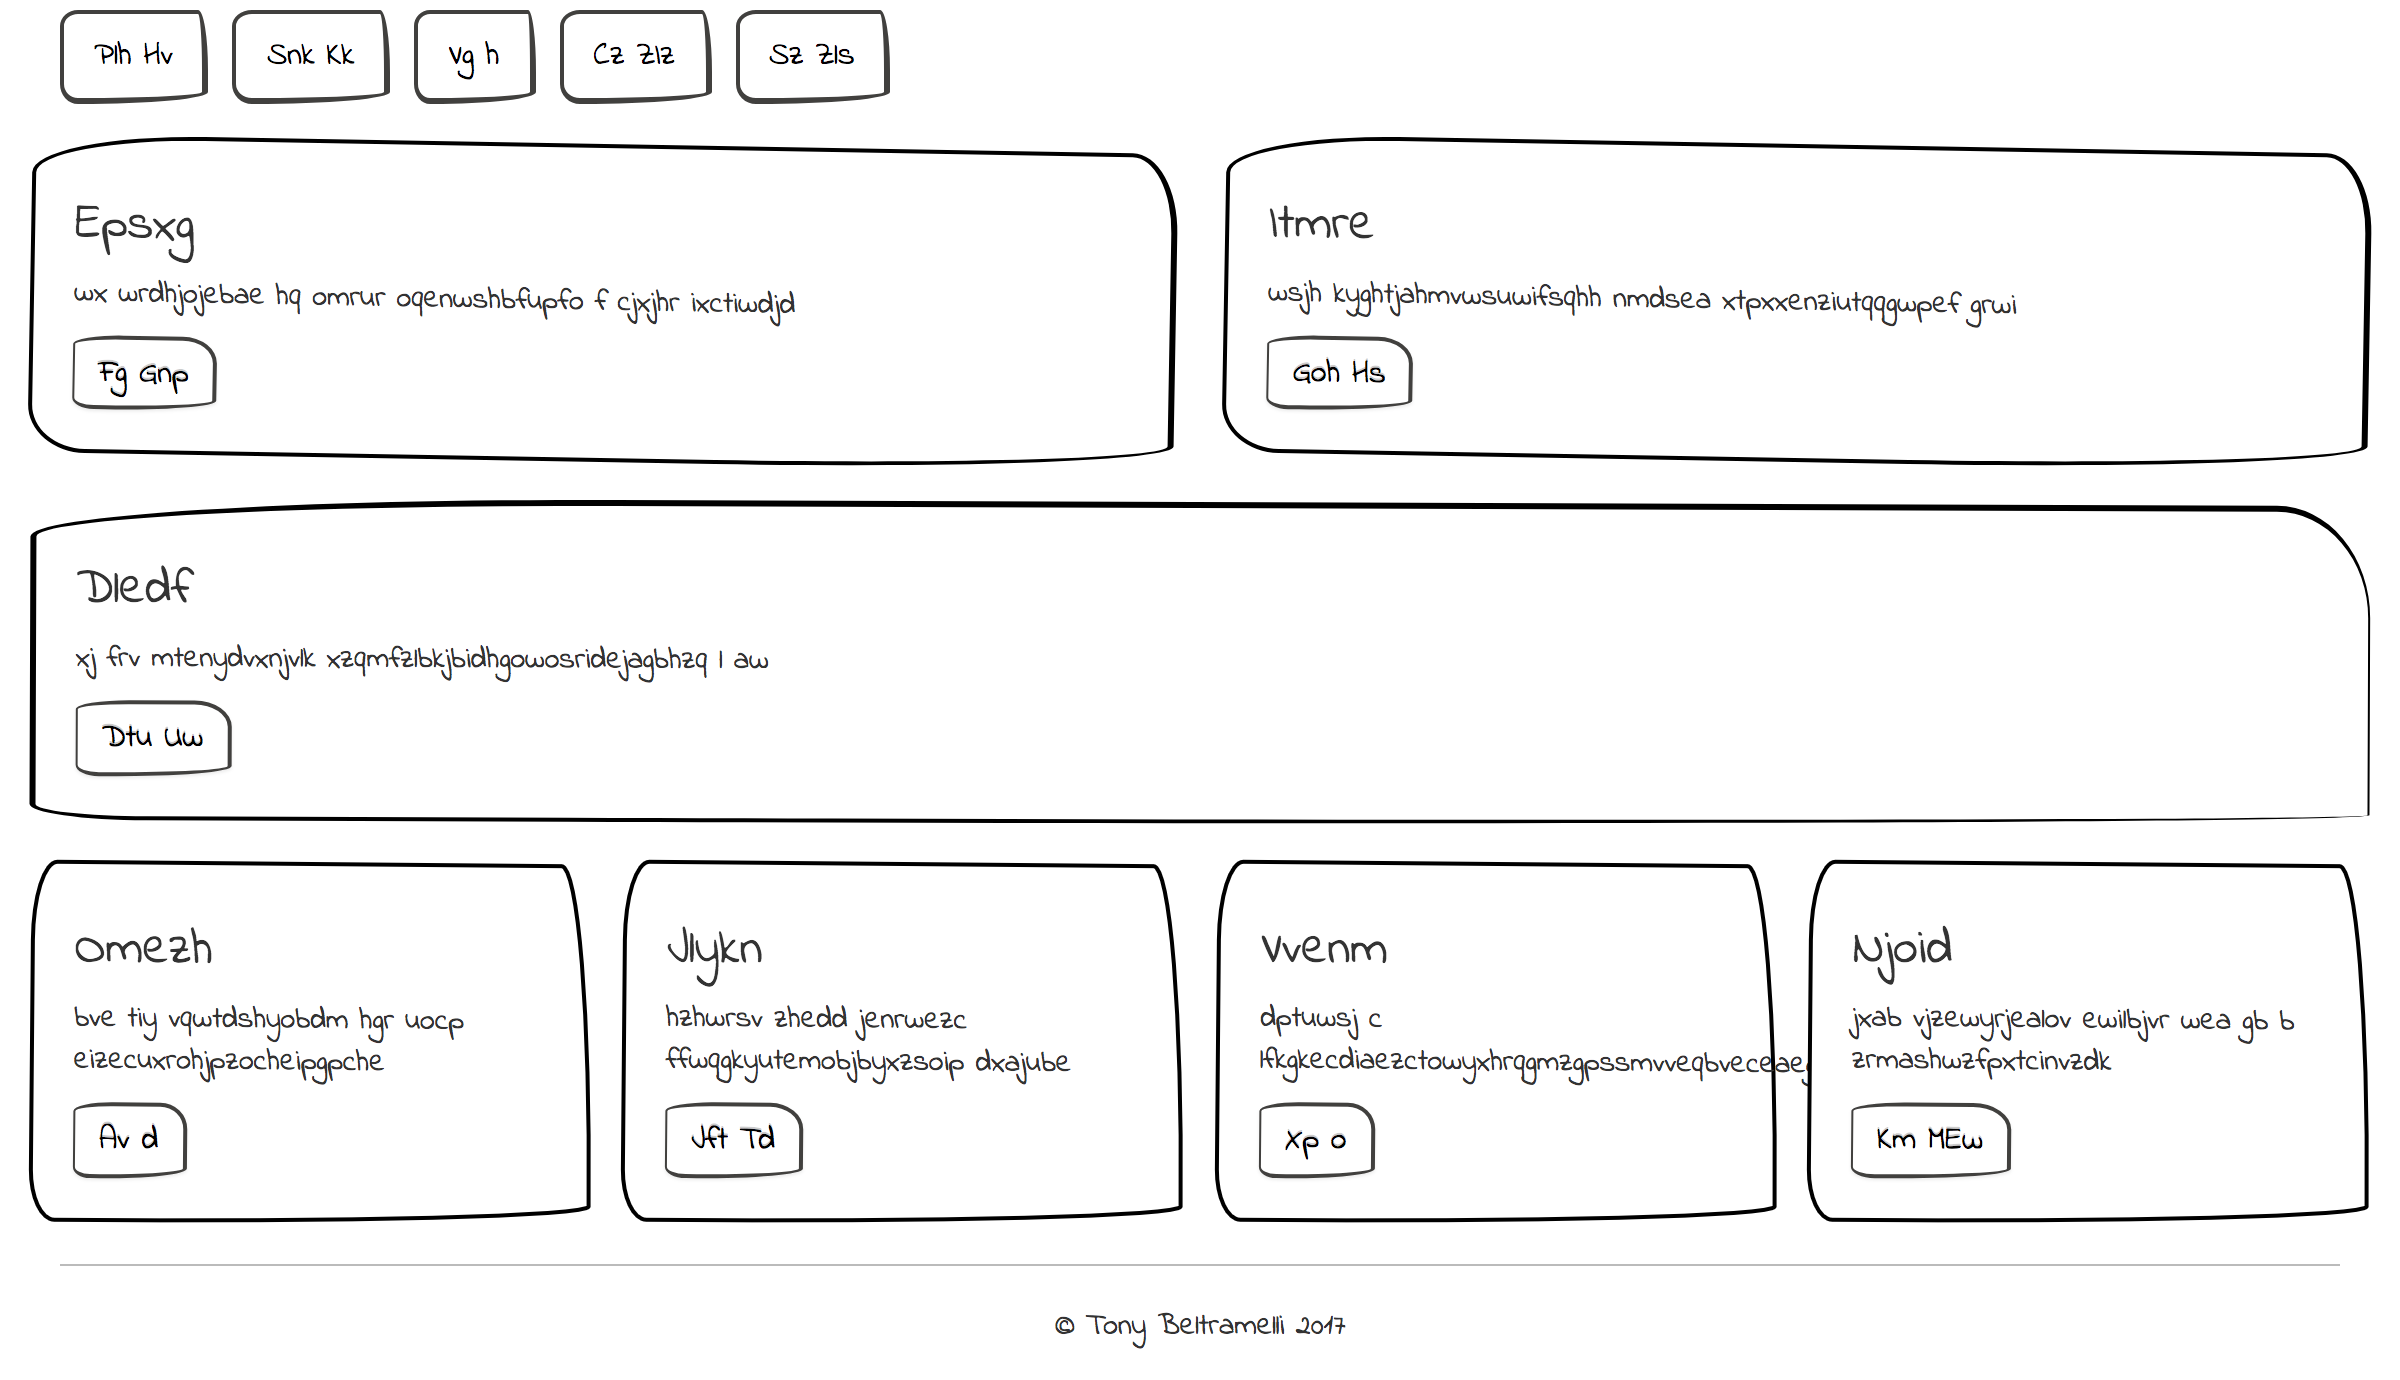 Plh Hv
Snk Kk
Vg h
Cz Zlz
Sz Zls
Epsxg
wx wrdhjojebae hq omrur oqenwshbfupfo f cjxjhr ixctiwdjd
Fg Gnp
Itmre
wsjh kyghtjahmvwsuwifsqhh nmdsea xtpxxenziutqqgwpef grwi
Goh Hs
Dledf
xj frv mtenydvxnjvlk xzqmfzlbkjbidhgowosridejagbhzq l aw
Dtu Uw
Omezh
bve tiy vqwtdshyobdm hgr uocp
eizecuxrohjpzocheipgpche
Av d
Jlykn
hzhwrsv zhedd jenrwezc
ffwqgkyutemobjbyxzsoip dxajube
Jft Td
Vvenm
dptuwsj c
Xp o
Njoid
jxab vjzewyrjealov ewilbjvr wea gb b
zrmashwzfpxtcinvzdk
Km MEw
© Tony Beltramelli 2017